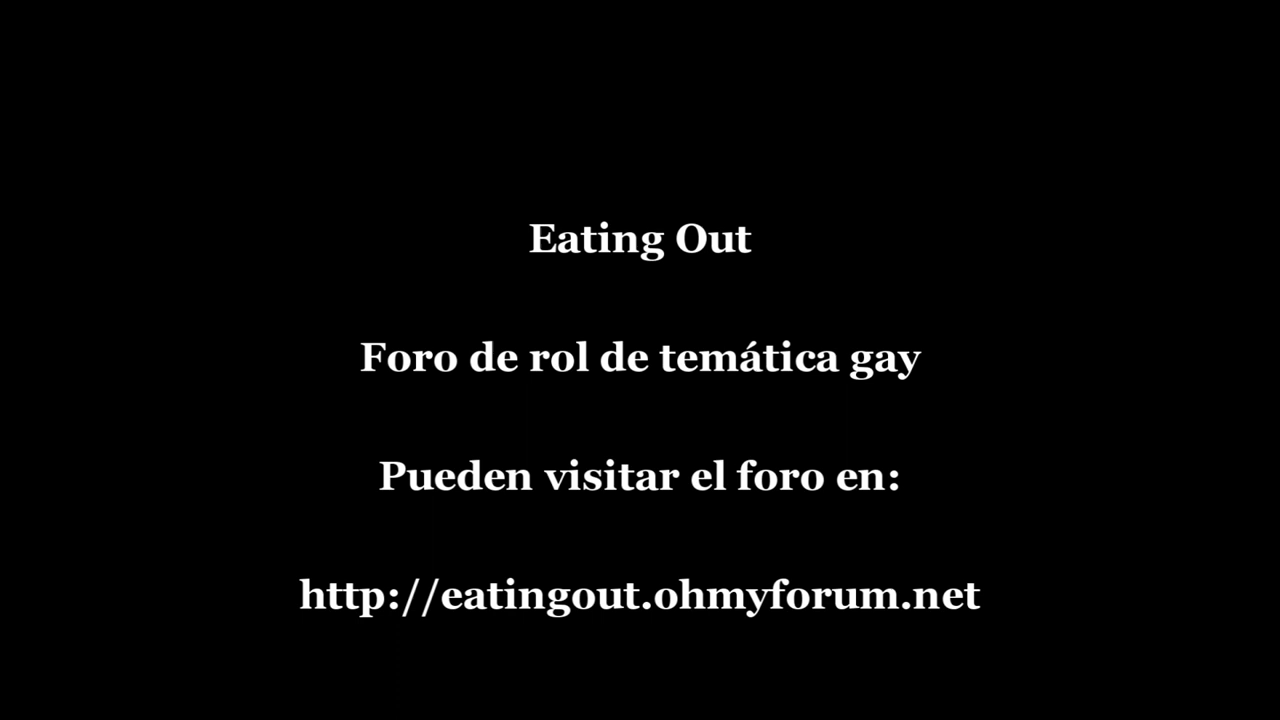 Eating Out
Foro de rol de temática gay
Pueden visitar el foro en:
http://eatingout.ohmyforum.net